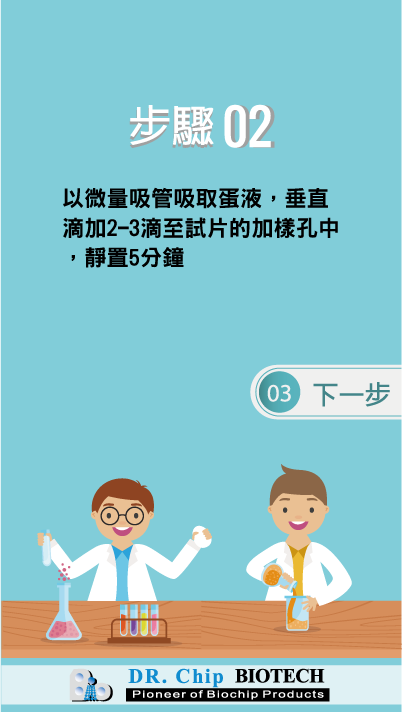 步驟 02
以微量吸管吸取蛋液，垂直
滴加2-3滴至試片的加樣孔中
，靜置5分鐘
03 下一步
DR. Chip BIOTECH
Pioneer of Biochip Products